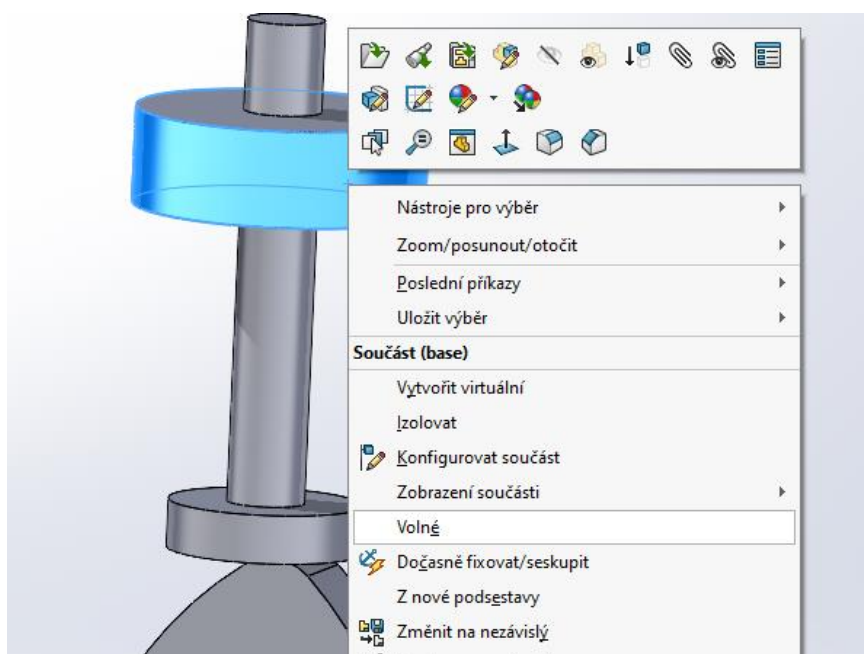 Nástroje pro výběr
Zoom/posunout/otočit
Poslední příkazy
Uložit výběr
Součást (base)
Vytvořit virtuální
Izolovat
Konfigurovat součást
Zobrazení součásti
Volné
Dočasně fixovat/seskupit
Z nové podsestavy
Změnit na nezávislý